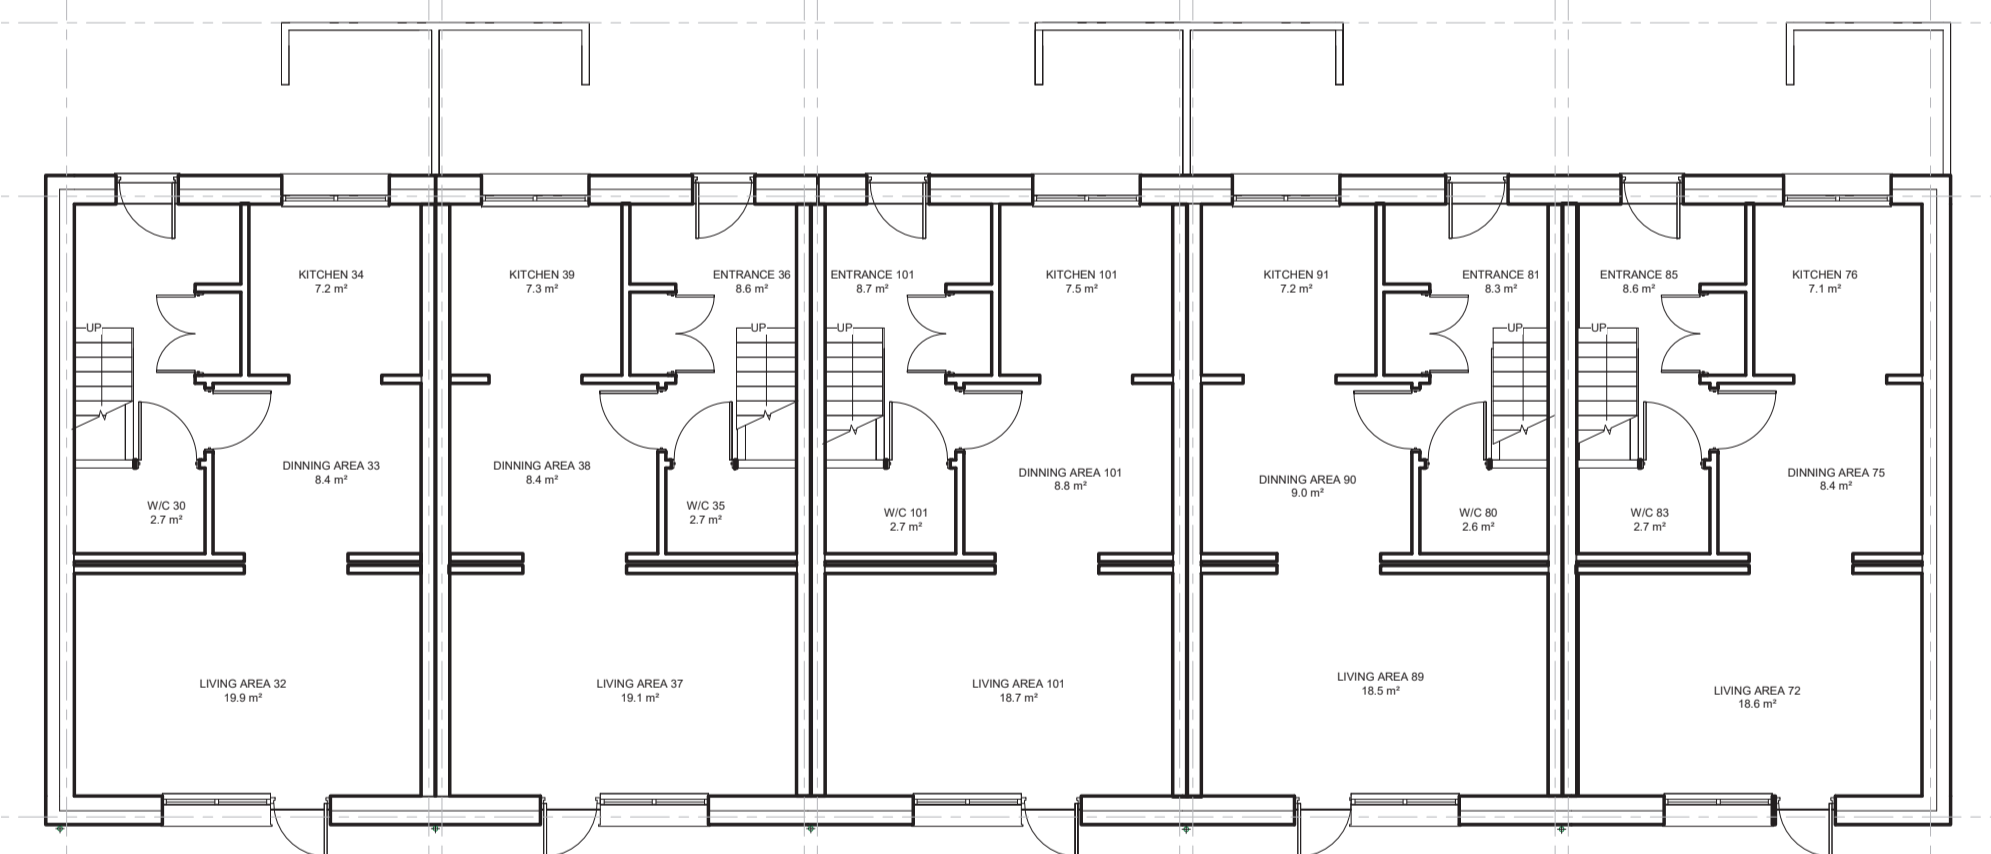 KITCHEN 34
7.2 m²
KITCHEN 39
7.3 m²
ENTRANCE 36
8.6 m²
ENTRANCE 101
8.7 m²
KITCHEN 101
7.5 m²
KITCHEN 91
7.2 m²
ENTRANCE 81
8.3 m²
ENTRANCE 85
8.6 m²
KITCHEN 76
7.1 m²
UP
UP
UP
UP
UP
DINNING AREA 33
8.4 m²
DINNING AREA 38
8.4 m²
DINNING AREA 101
8.8 m²
DINNING AREA 90
9.0 m²
DINNING AREA 75
8.4 m²
W/C 30
2.7 m²
W/C 35
2.7 m²
W/C 101
2.7 m²
W/C 80
2.6 m²
W/C 83
2.7 m²
LIVING AREA 32
19.9 m²
LIVING AREA 37
19.1 m²
LIVING AREA 101
18.7 m²
LIVING AREA 89
18.5 m²
LIVING AREA 72
18.6 m²